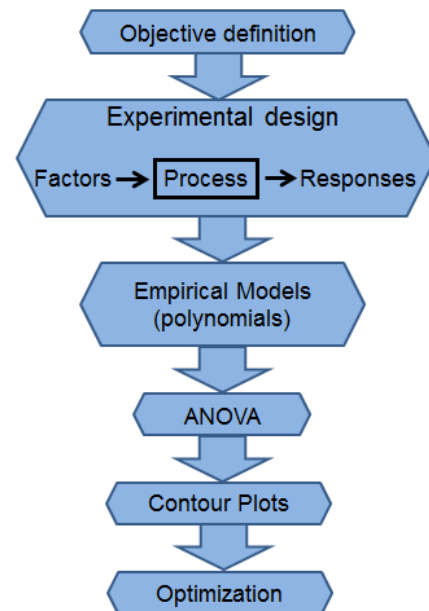 Objective definition
Experimental design
Factors Process Responses
Empirical Models
(polynomials)
ANOVA
Contour Plots
Optimization